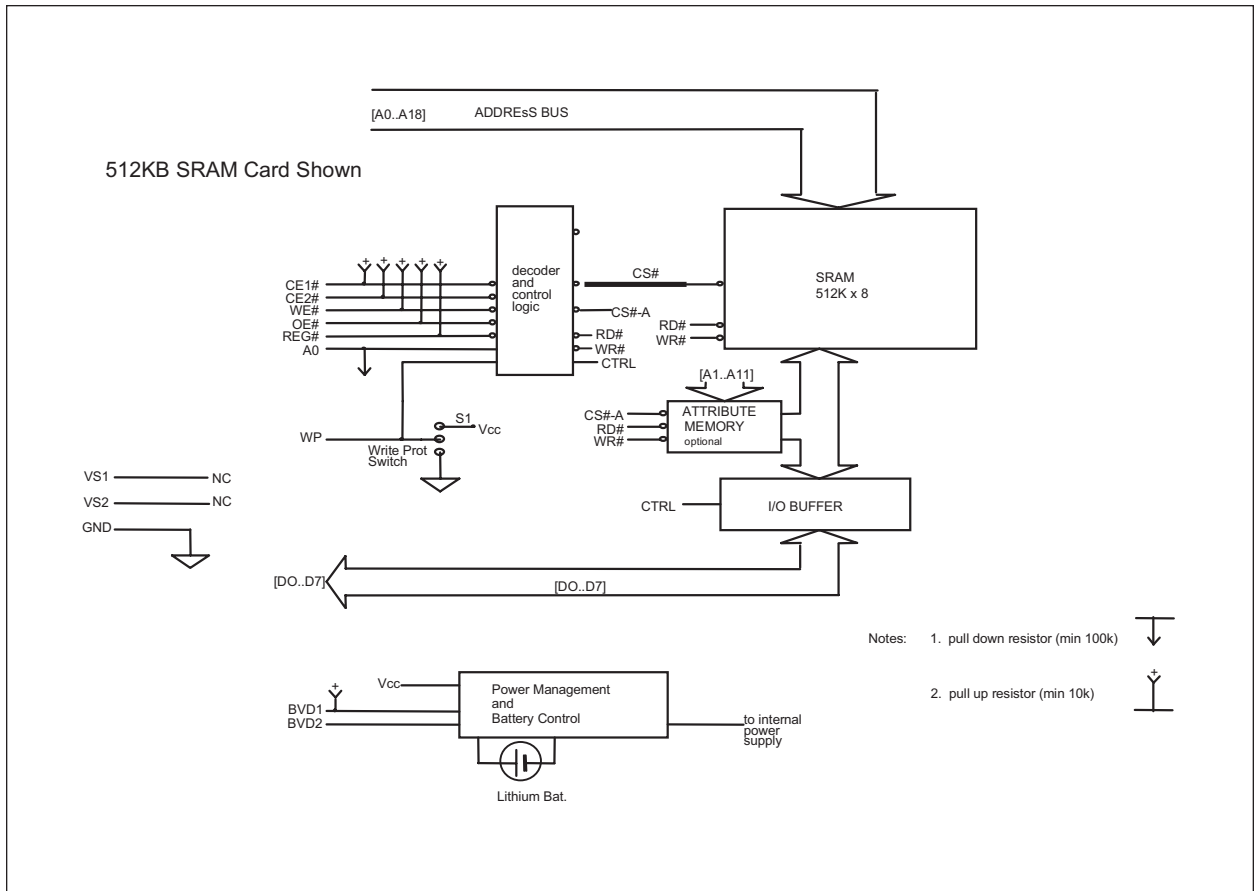 [A0..A18] ADDREsS BUS
512KB SRAM Card Shown
decoder
and
control
logic
CS#
SRAM
512K x 8
+ + + + +
CE1#
CE2#
WE#
OE#
REG#
A0
CS#-A
RD#
WR#
CTRL
RD#
WR#
[A1..A11]
CS#-A
RD#
WR#
ATTRIBUTE
MEMORY
optional
S1
Vcc
WP
Write Prot
Switch
VS1 NC
VS2 NC
GND
CTRL
I/O BUFFER
[DO..D7]
[DO..D7]
Notes: 1. pull down resistor (min 100k)
+
2. pull up resistor (min 10k)
Vcc
+
BVD1
BVD2
Power Management
and
Battery Control
to internal
power
supply
Lithium Bat.